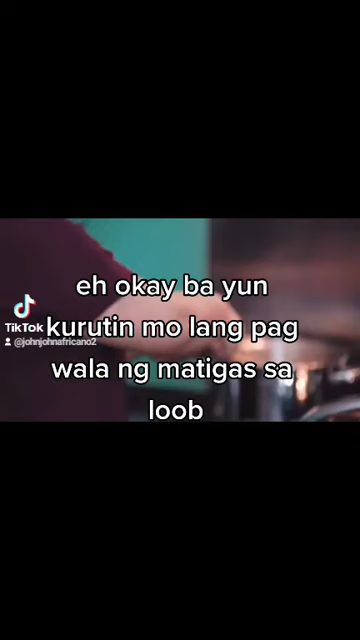 eh okay ba yun
kurutin mo lang pag
wala ng matigas sa
loob
TikTok
@johnjohnafricano2